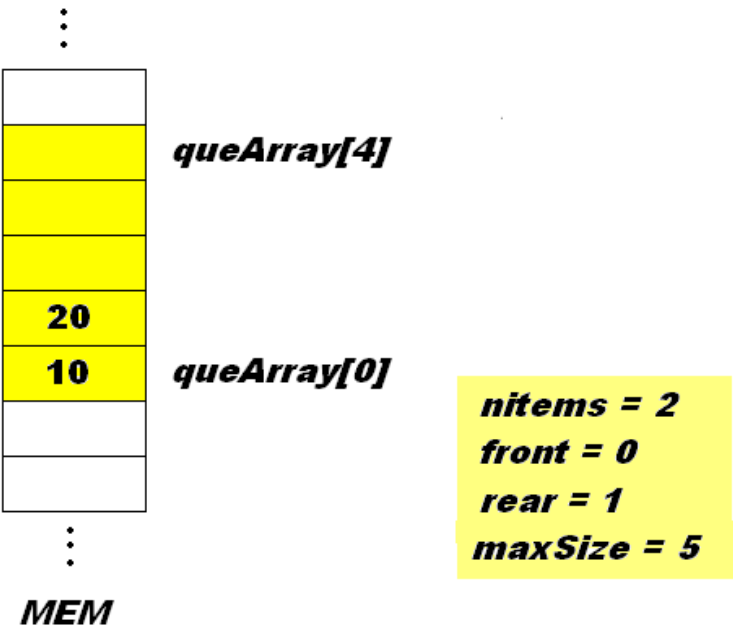 queArray[4]
20
10
queArray[0]
nitems = 2
front = 0
rear = 1
maxSize = 5
MEM